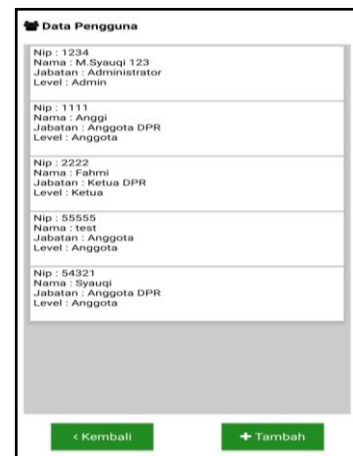 Data Pengguna
Nip : 1234
Nama : M.Syauqi 123
Jabatan : Administrator
Level : Admin
Nip : 1111
Nama : Anggi
Jabatan : Anggota DPR
Level : Anggota
Nip : 2222
Nama : Fahmi
Jabatan : Ketua DPR
Level : Ketua
Nip : 55555
Nama : test
Jabatan : Anggota
Level : Anggota
Nip : 54321
Nama : Syauqi
Jabatan : Anggota DPR
Level : Anggota
< Kembali
+ Tambah